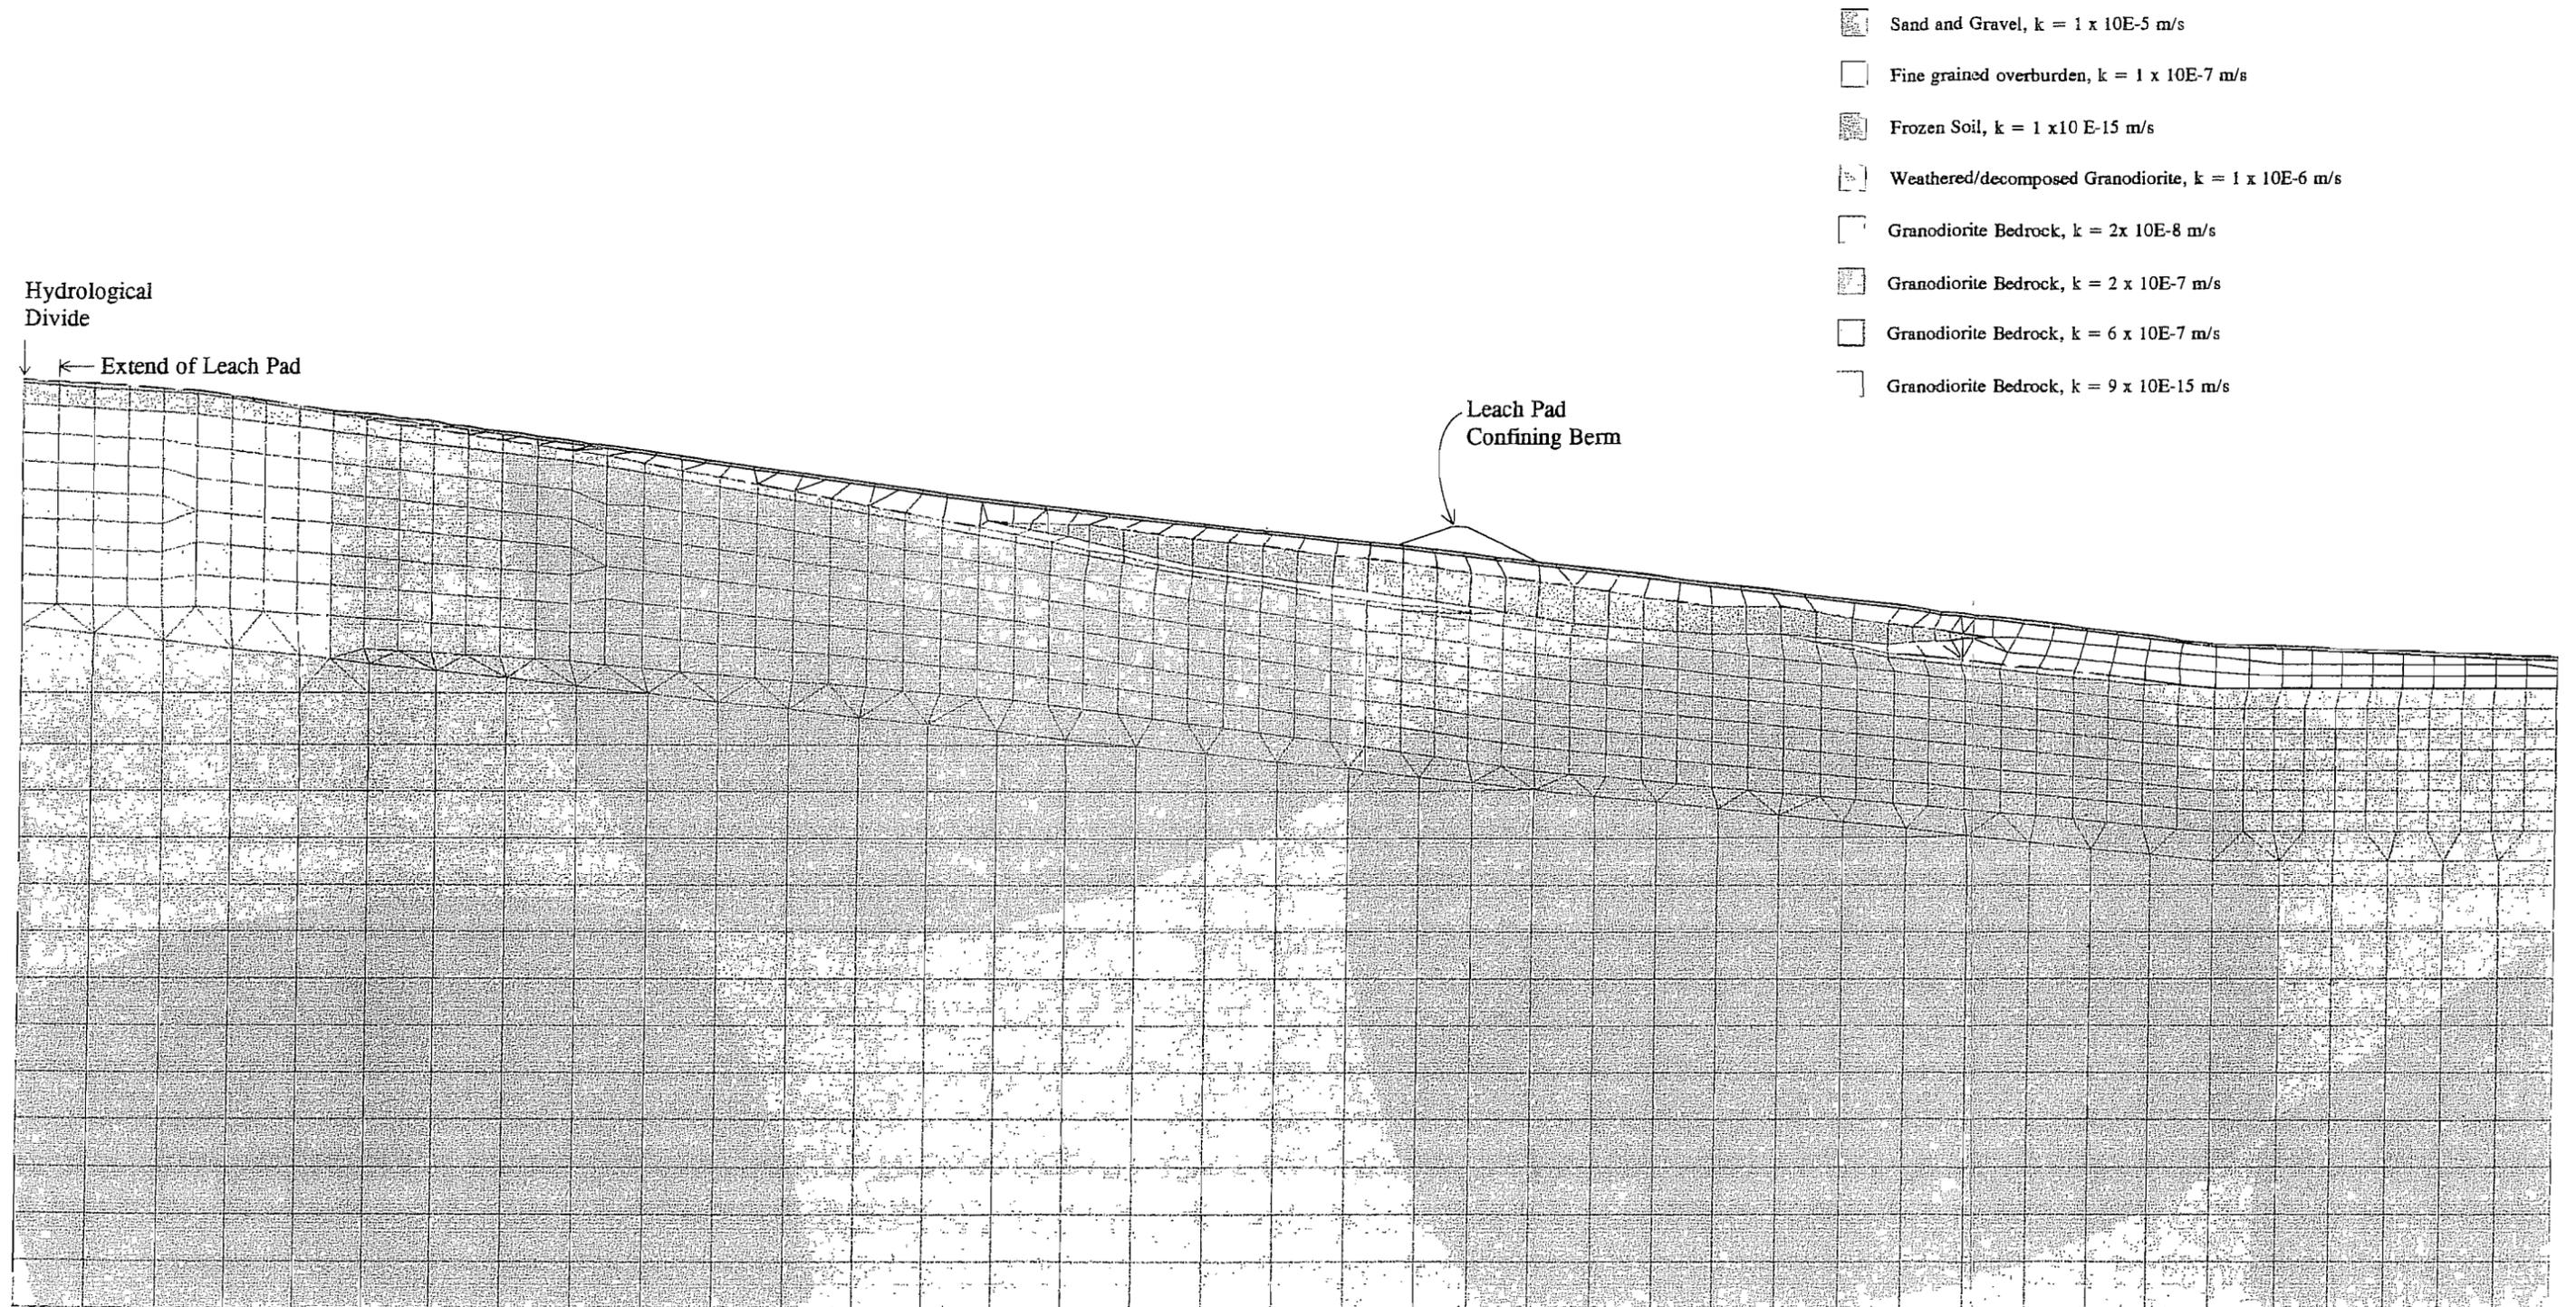 Sand and Gravel, k = 1 x 10E-5 m/s
Fine grained overburden, k = 1 x 10E-7 m/s
Frozen Soil, k = 1 x10 E-15 m/s
Weathered/decomposed Granodiorite, k = 1 x 10E-6 m/s
Granodiorite Bedrock, k = 2x 10E-8 m/s
Granodiorite Bedrock, k = 2 x 10E-7 m/s
Granodiorite Bedrock, k = 6 x 10E-7 m/s
Granodiorite Bedrock, k = 9 x 10E-15 m/s
Hydrological
Divide
Extend of Leach Pad
Leach Pad
Confining Berm